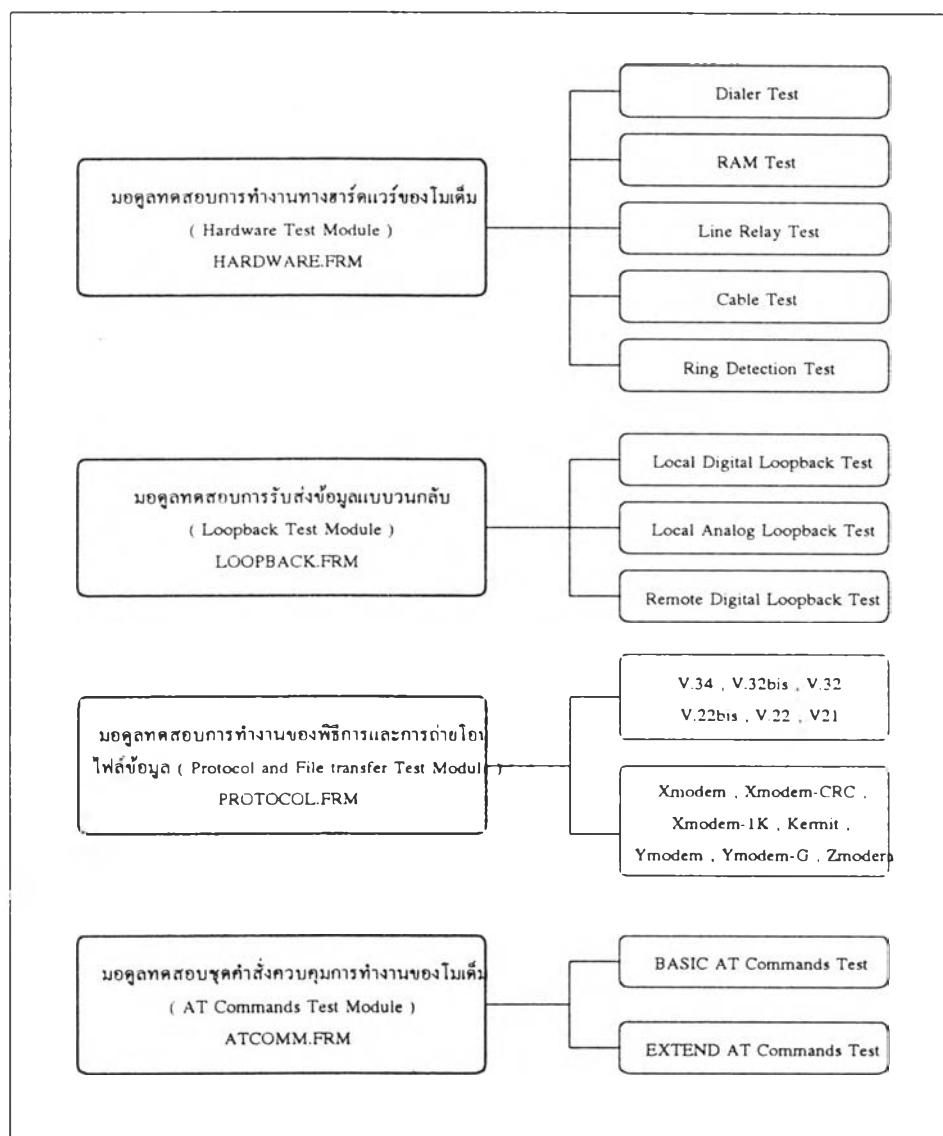 Dialer Test
RAM Test
มอดูลทดสอบการทำงานทางฮาร์ดแวร์ของโมเด็ม
( Hardware Test Module )
HARDWARE.FRM
Line Relay Test
Cable Test
Ring Detection Test
มอดูลทดสอบการรับส่งข้อมูลแบบวนกลับ
( Loopback Test Module )
LOOPBACK.FRM
Local Digital Loopback Test
Local Analog Loopback Test
Remote Digital Loopback Test
มอดูลทดสอบการทำงานของพิธีการและการถ่ายโอน
ไฟล์ข้อมูล ( Protocol and File transfer Test Module )
PROTOCOL.FRM
V.34 , V.32bis , V.32
V.22bis , V.22 , V21
Xmodem , Xmodem-CRC ,
Xmodem-1K , Kermit ,
Ymodem , Ymodem-G , Zmodem
มอดูลทดสอบชุดคำสั่งควบคุมการทำงานของโมเด็ม
( AT Commands Test Module )
ATCOMM.FRM
BASIC AT Commands Test
EXTEND AT Commands Test